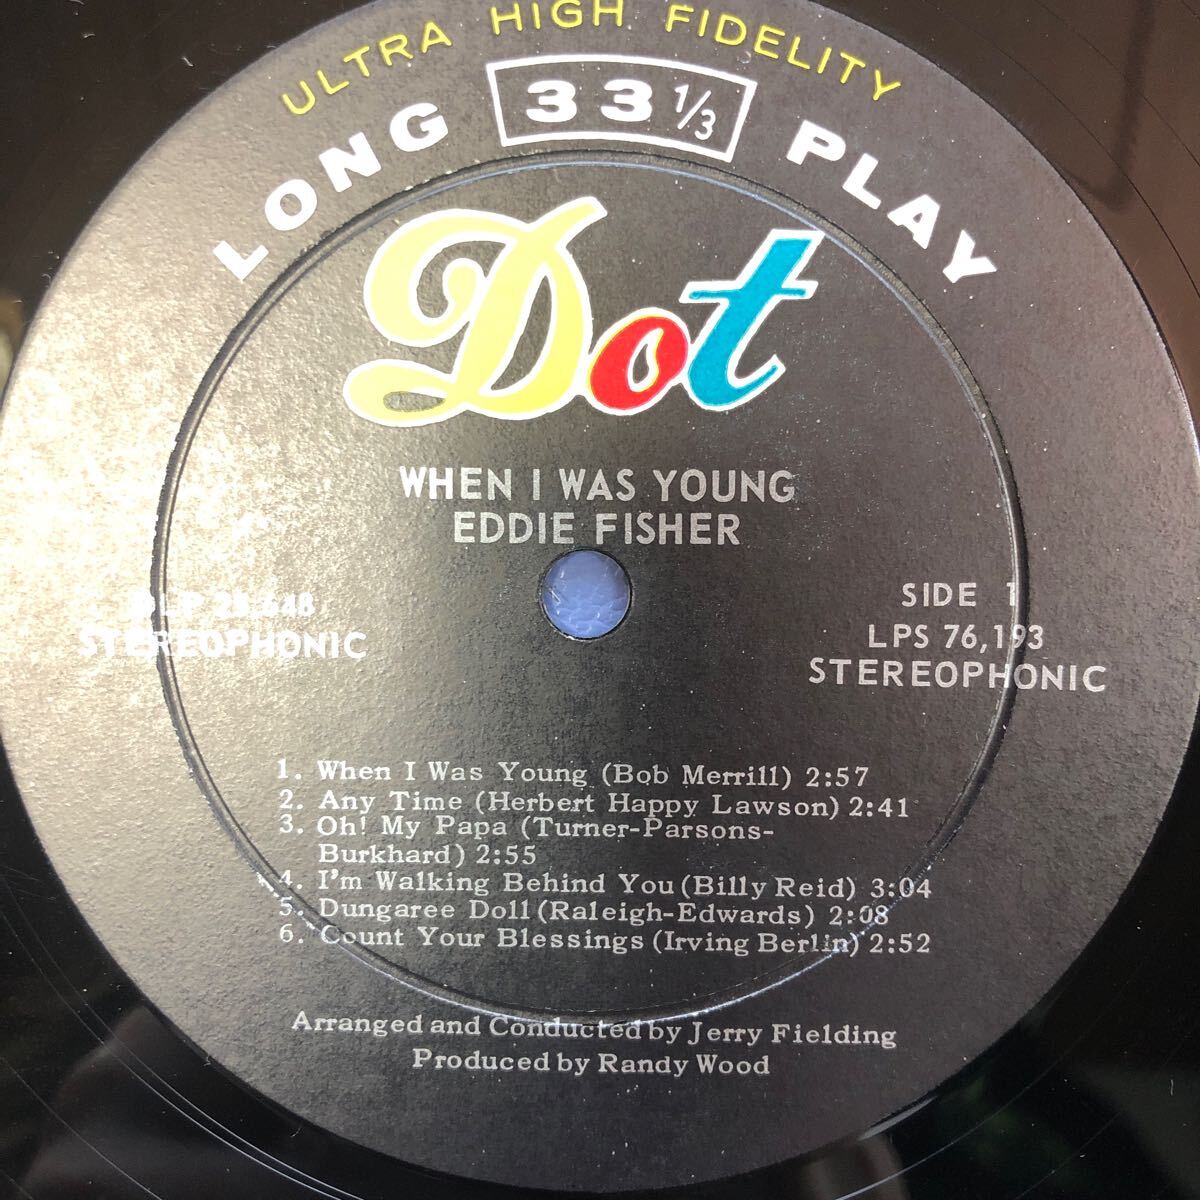 ULTRA HIGH FIDELITY
LONG 33 1/3 PLAY
Dot
WHEN I WAS YOUNG
EDDIE FISHER
DLP 25,648
STEREOPHONIC
SIDE 1
LPS 76,193
STEREOPHONIC
1. When I Was Young (Bob Merrill) 2:57
2. Any Time (Herbert Happy Lawson) 2:41
3. Oh! My Papa (Turner-Parsons-
Burkhard) 2:55
4. I'm Walking Behind You (Billy Reid) 3:04
5. Dungaree Doll (Raleigh-Edwards) 2:08
6. Count Your Blessings (Irving Berlin) 2:52
Arranged and Conducted by Jerry Fielding
Produced by Randy Wood